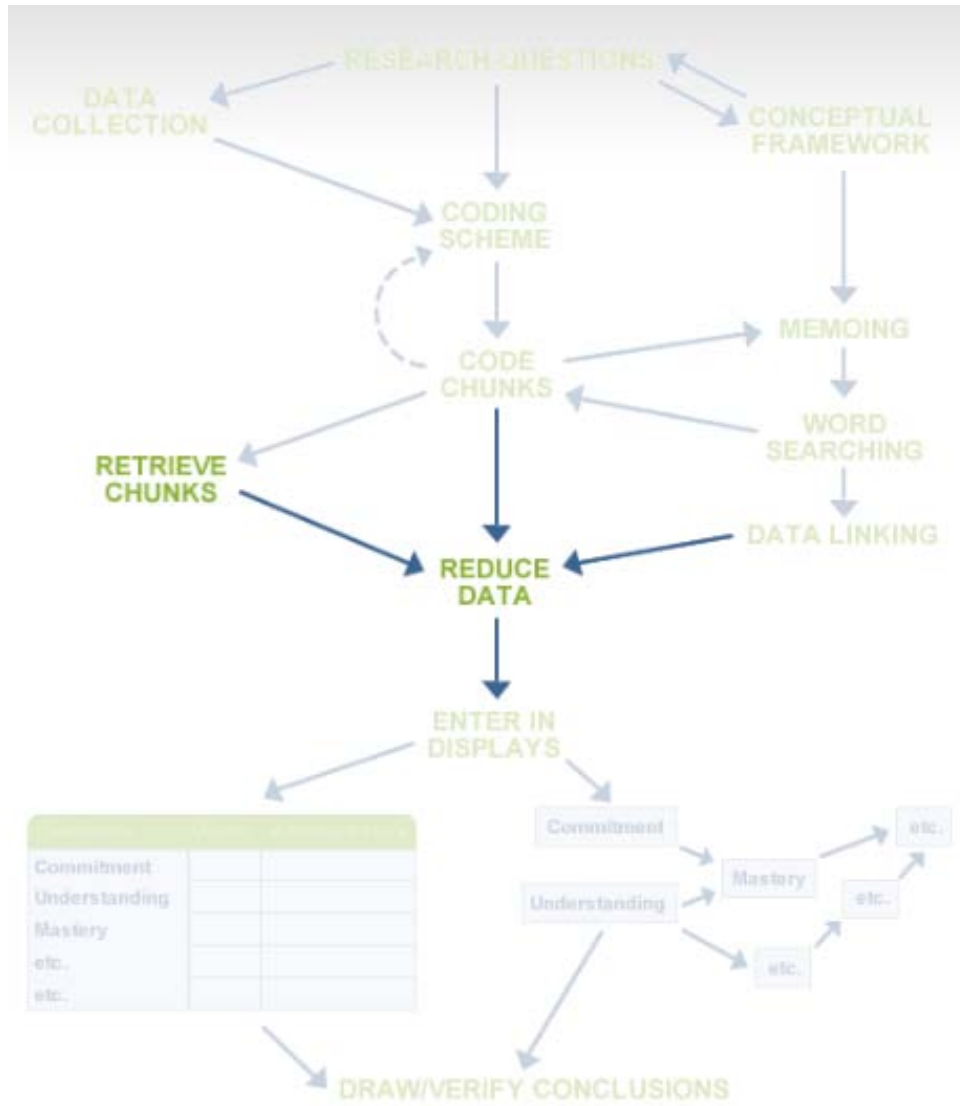 RESEARCH QUESTIONS
DATA
COLLECTION
CONCEPTUAL
FRAMEWORK
CODING
SCHEME
MEMOING
CODE
CHUNKS
WORD
SEARCHING
RETRIEVE
CHUNKS
DATA LINKING
REDUCE
DATA
ENTER IN
DISPLAYS
Commitment
Understanding
Mastery
etc.
etc.
Commitment
etc.
Mastery
etc.
Understanding
etc.
DRAW/VERIFY CONCLUSIONS